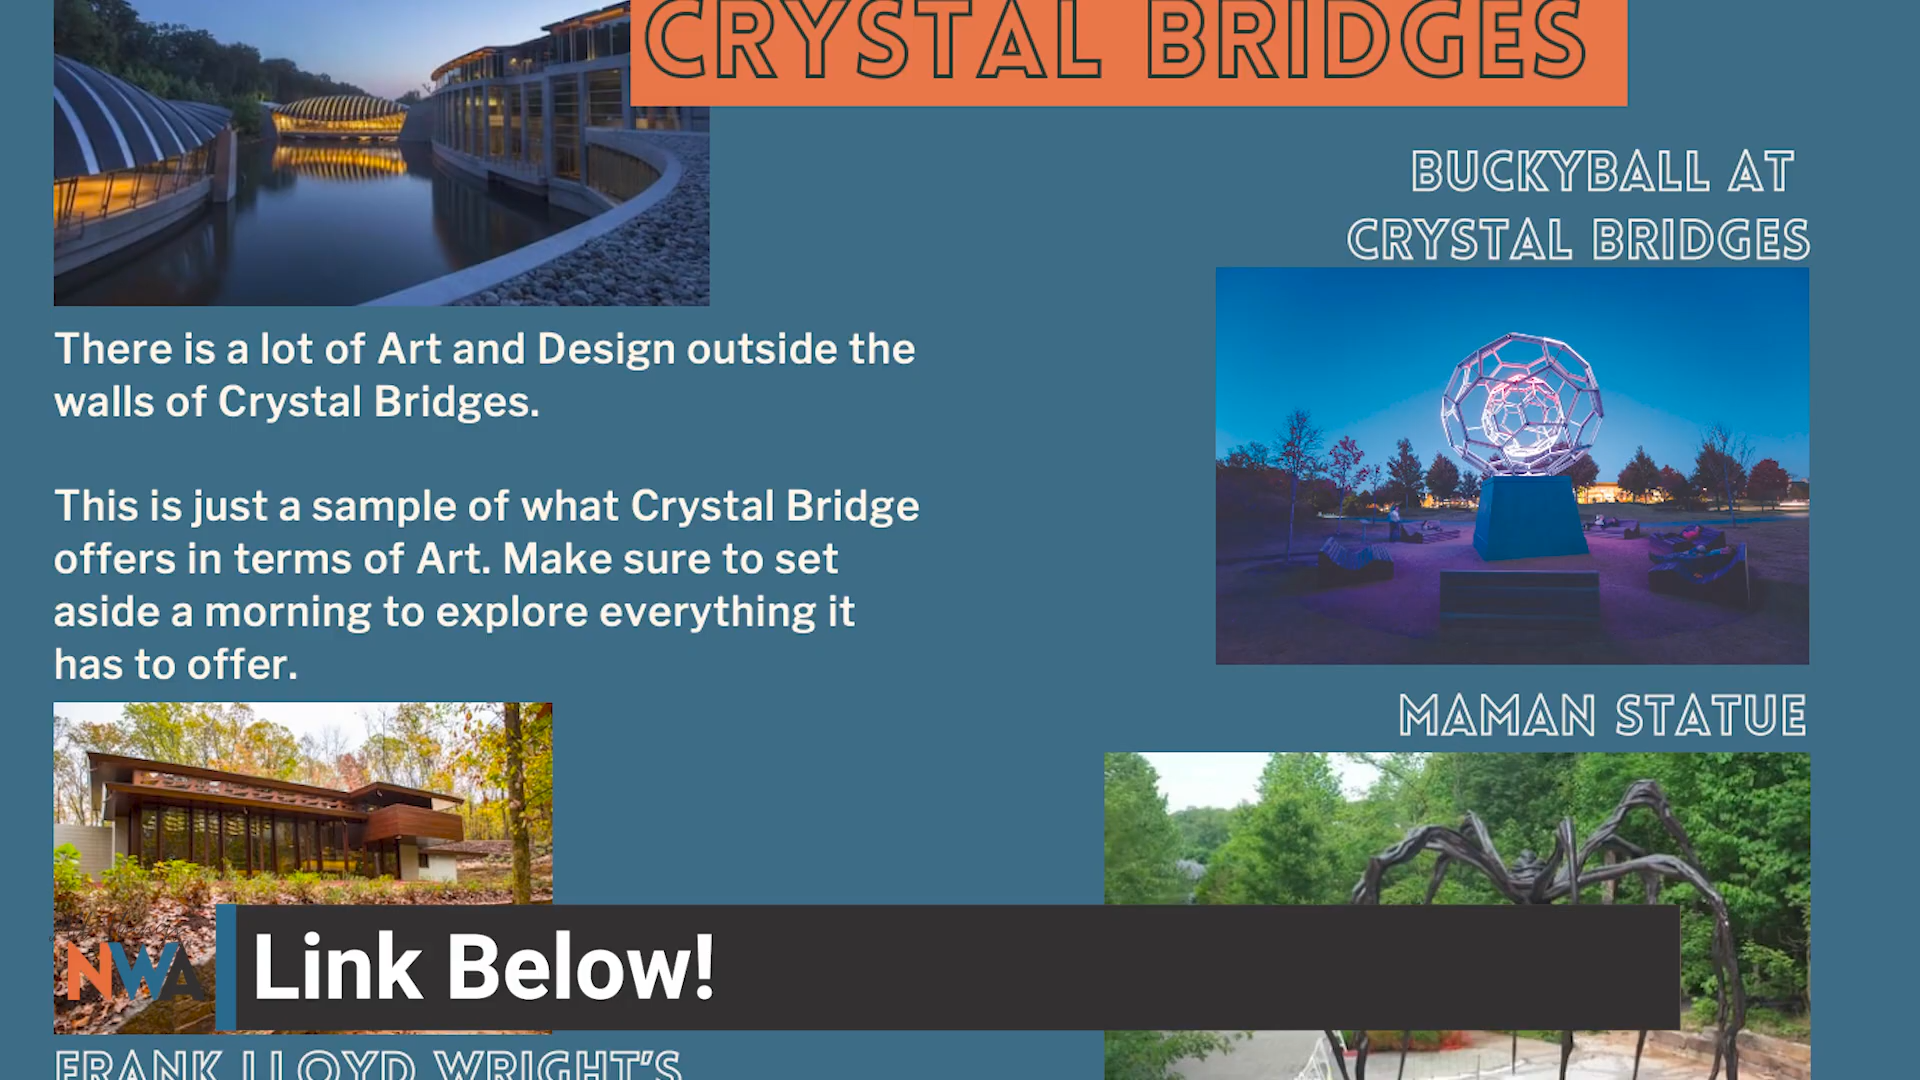 CRYSTAL BRIDGES
BUCKYBALL AT
CRYSTAL BRIDGES
There is a lot of Art and Design outside the
walls of Crystal Bridges.
This is just a sample of what Crystal Bridge
offers in terms of Art. Make sure to set
aside a morning to explore everything it
has to offer.
MAMAN STATUE
NWA
Link Below!
FRANK LLOYD WRIGHT'S